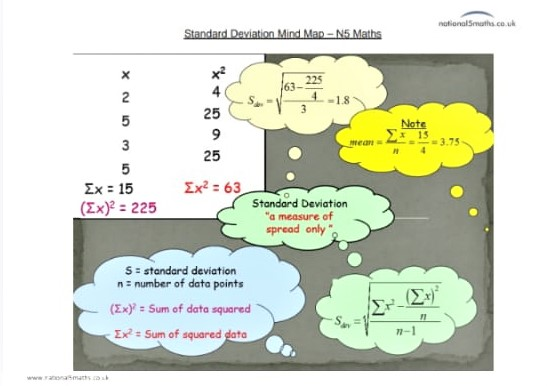 national5maths.co.uk
Standard Deviation Mind Map – N5 Maths
x x²
2 4
5 25
3 9
5 25
Σx = 15 Σx² = 63
(Σx)² = 225
S_dev = √((63 − 225/4)/3) = 1.8
Note
mean = Σx/n = 15/4 = 3.75
Standard Deviation
"a measure of
spread only"
S = standard deviation
n = number of data points
(Σx)² = Sum of data squared
Σx² = Sum of squared data
S_dev = √((Σx² − (Σx)²/n)/(n−1))
www.national5maths.co.uk